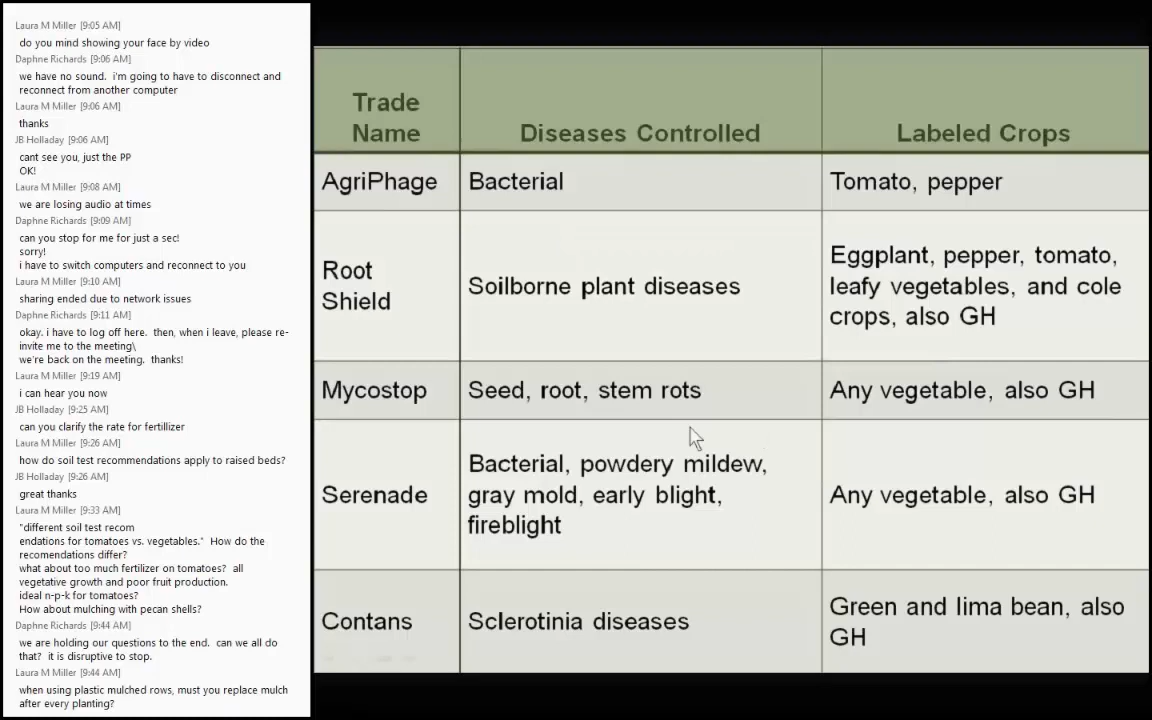 Laura M Miller [9:05 AM]
do you mind showing your face by video
Daphne Richards [9:06 AM]
we have no sound.  i'm going to have to disconnect and
reconnect from another computer
Laura M Miller [9:06 AM]
thanks
JB Holladay [9:06 AM]
cant see you, just the PP
OK!
Laura M Miller [9:08 AM]
we are losing audio at times
Daphne Richards [9:09 AM]
can you stop for me for just a sec!
sorry!
i have to switch computers and reconnect to you
Laura M Miller [9:10 AM]
sharing ended due to network issues
Daphne Richards [9:11 AM]
okay. i have to log off here.  then, when i leave, please re-
invite me to the meeting\
we're back on the meeting.  thanks!
Laura M Miller [9:19 AM]
i can hear you now
JB Holladay [9:25 AM]
can you clarify the rate for fertillizer
Laura M Miller [9:26 AM]
how do soil test recommendations apply to raised beds?
JB Holladay [9:26 AM]
great thanks
Laura M Miller [9:33 AM]
"different soil test recom
endations for tomatoes vs. vegetables."  How do the
recomendations differ?
what about too much fertilizer on tomatoes?  all
vegetative growth and poor fruit production.
ideal n-p-k for tomatoes?
How about mulching with pecan shells?
Daphne Richards [9:44 AM]
we are holding our questions to the end.  can we all do
that?  it is disruptive to stop.
Laura M Miller [9:44 AM]
when using plastic mulched rows, must you replace mulch
after every planting?
Trade
Name
Diseases Controlled
Labeled Crops
AgriPhage
Bacterial
Tomato, pepper
Root
Shield
Soilborne plant diseases
Eggplant, pepper, tomato,
leafy vegetables, and cole
crops, also GH
Mycostop
Seed, root, stem rots
Any vegetable, also GH
Serenade
Bacterial, powdery mildew,
gray mold, early blight,
fireblight
Any vegetable, also GH
Contans
Sclerotinia diseases
Green and lima bean, also
GH